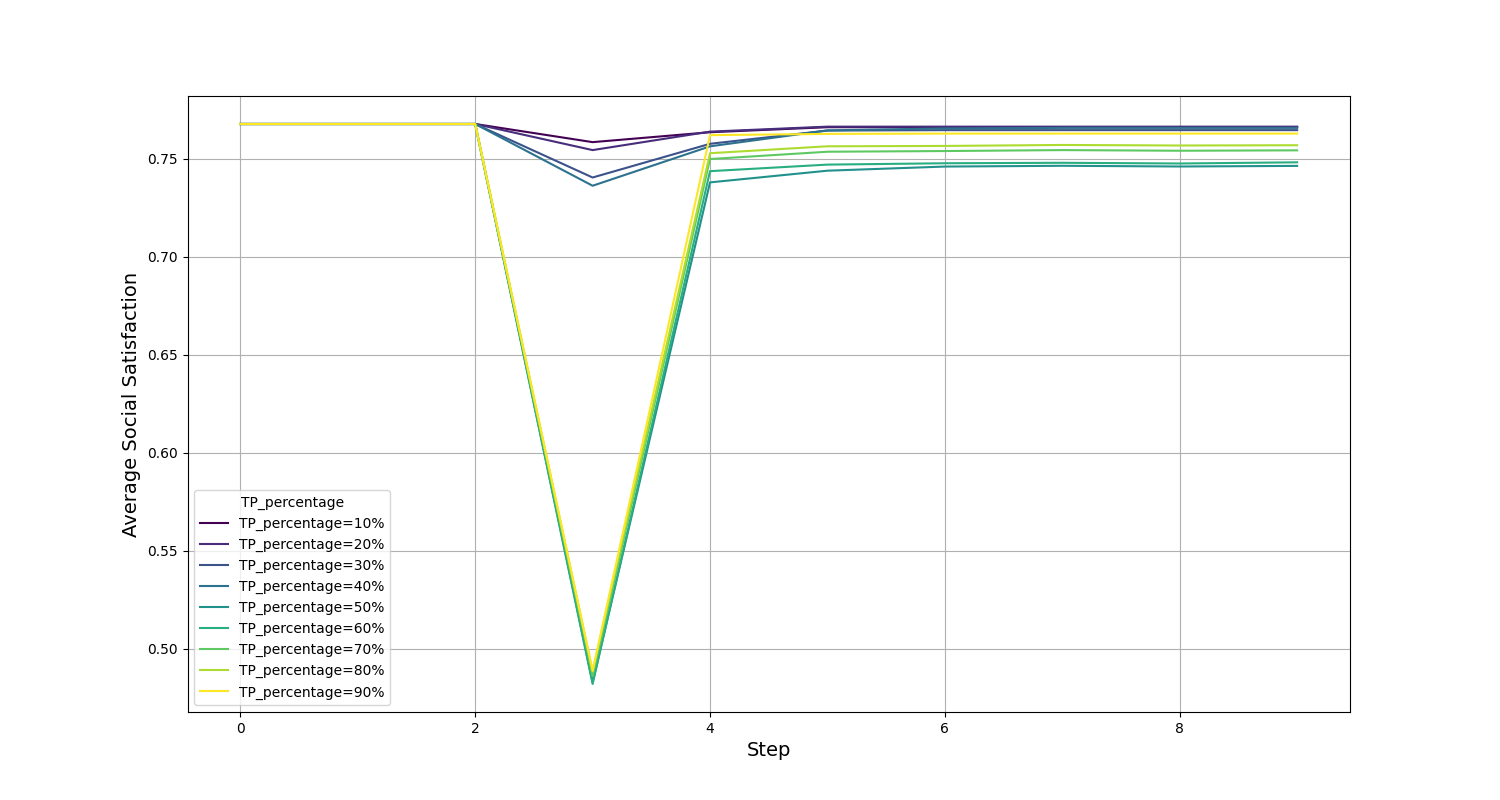 Average Social Satisfaction
0.75
0.70
0.65
0.60
0.55
0.50
TP_percentage
TP_percentage=10%
TP_percentage=20%
TP_percentage=30%
TP_percentage=40%
TP_percentage=50%
TP_percentage=60%
TP_percentage=70%
TP_percentage=80%
TP_percentage=90%
0 2 4 6 8
Step